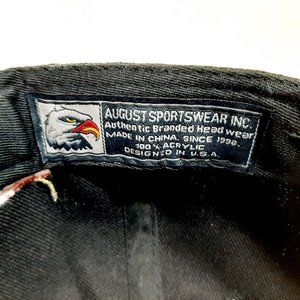 AUGUST SPORTSWEAR INC.
Authentic Branded Head wear
MADE IN CHINA. SINCE 1998.
100% ACRYLIC
DESIGNED IN U.S.A.